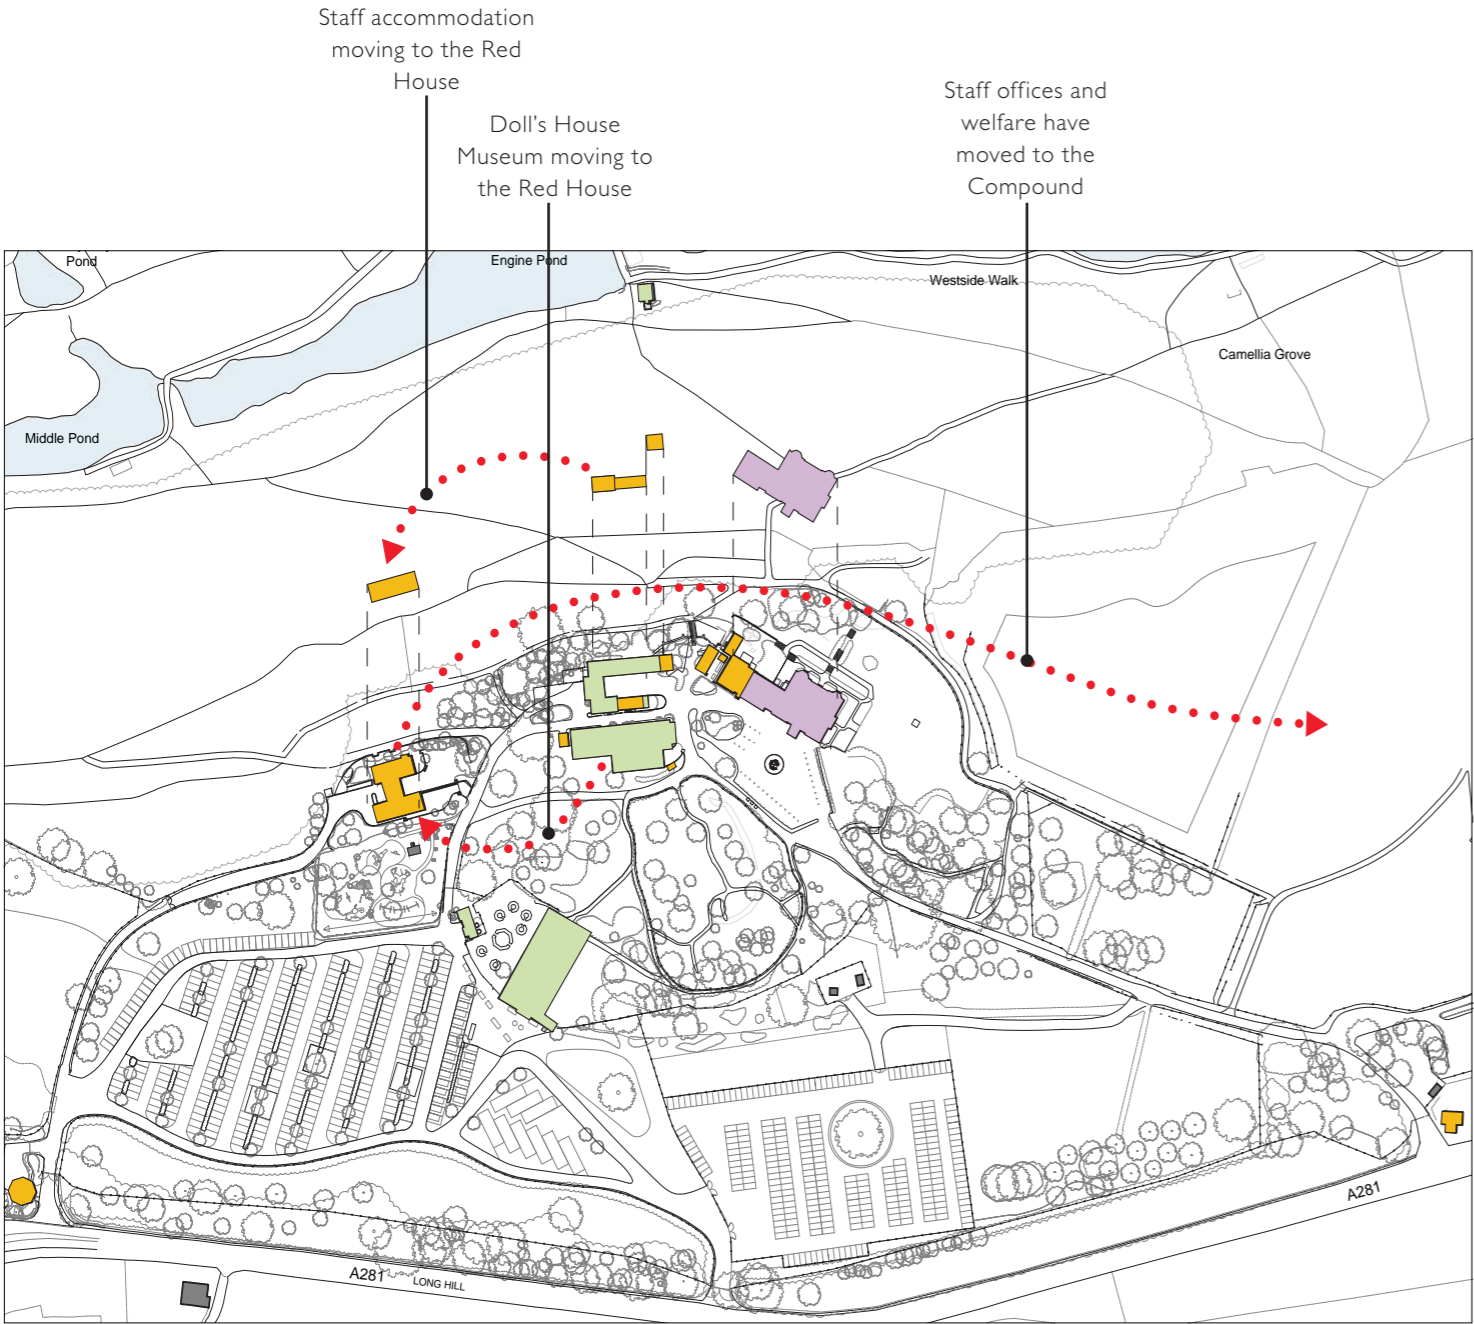 Staff accommodation
moving to the Red
House
Doll's House
Museum moving to
the Red House
Staff offices and
welfare have
moved to the
Compound
Pond
Engine Pond
Westside Walk
Camellia Grove
Middle Pond
A281
A281
LONG HILL